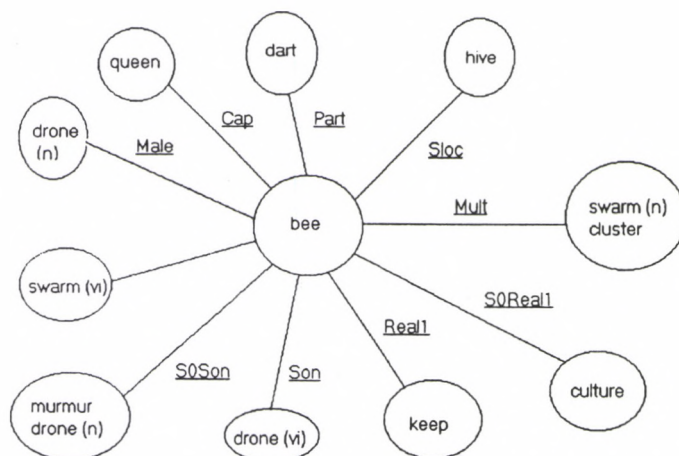 dart
queen
hive
Cap
Part
drone
(n)
Male
Sloc
Mult
swarm (n)
cluster
bee
swarm (vi)
S0Real1
Real1
S0Son
Son
culture
murmur
drone (n)
keep
drone (vi)